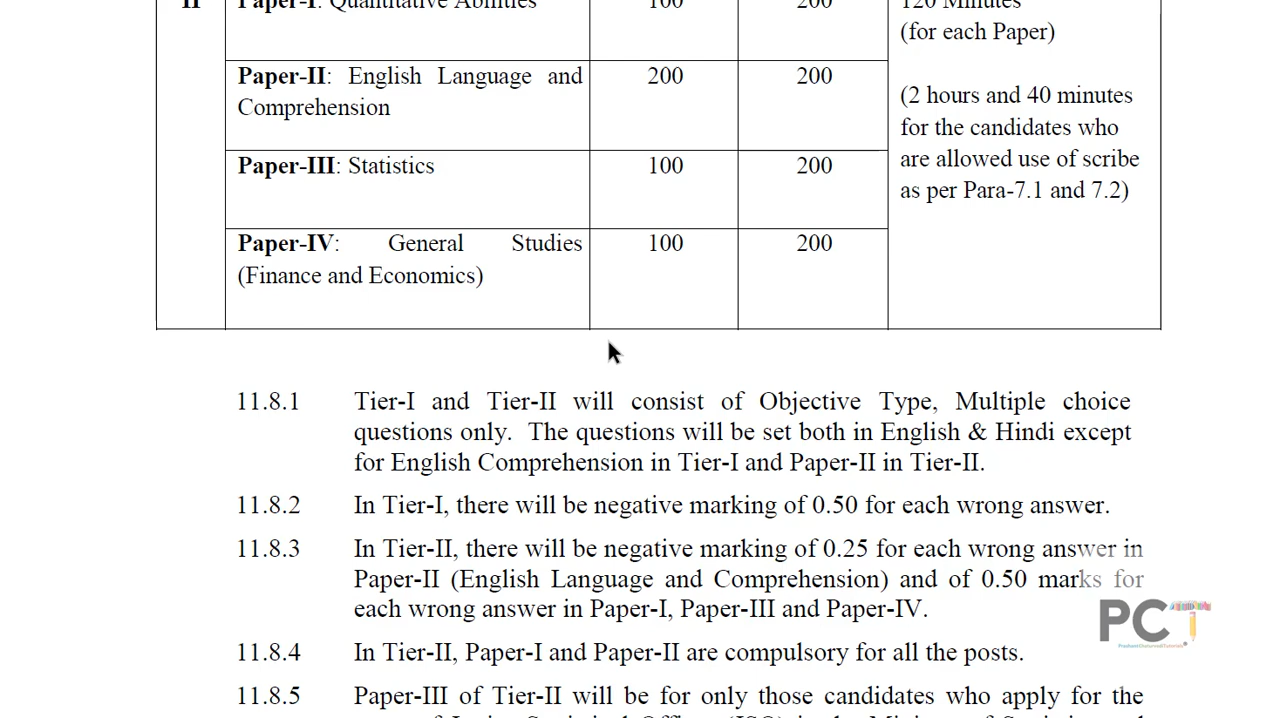 II Paper-I: Quantitative Abilities 100 200 120 Minutes
(for each Paper)
Paper-II: English Language and 200 200
Comprehension
(2 hours and 40 minutes
for the candidates who
are allowed use of scribe
as per Para-7.1 and 7.2)
Paper-III: Statistics 100 200
Paper-IV: General Studies 100 200
(Finance and Economics)
11.8.1 Tier-I and Tier-II will consist of Objective Type, Multiple choice
questions only. The questions will be set both in English & Hindi except
for English Comprehension in Tier-I and Paper-II in Tier-II.
11.8.2 In Tier-I, there will be negative marking of 0.50 for each wrong answer.
11.8.3 In Tier-II, there will be negative marking of 0.25 for each wrong answer in
Paper-II (English Language and Comprehension) and of 0.50 marks for
each wrong answer in Paper-I, Paper-III and Paper-IV.
PCT
11.8.4 In Tier-II, Paper-I and Paper-II are compulsory for all the posts.
11.8.5 Paper-III of Tier-II will be for only those candidates who apply for the